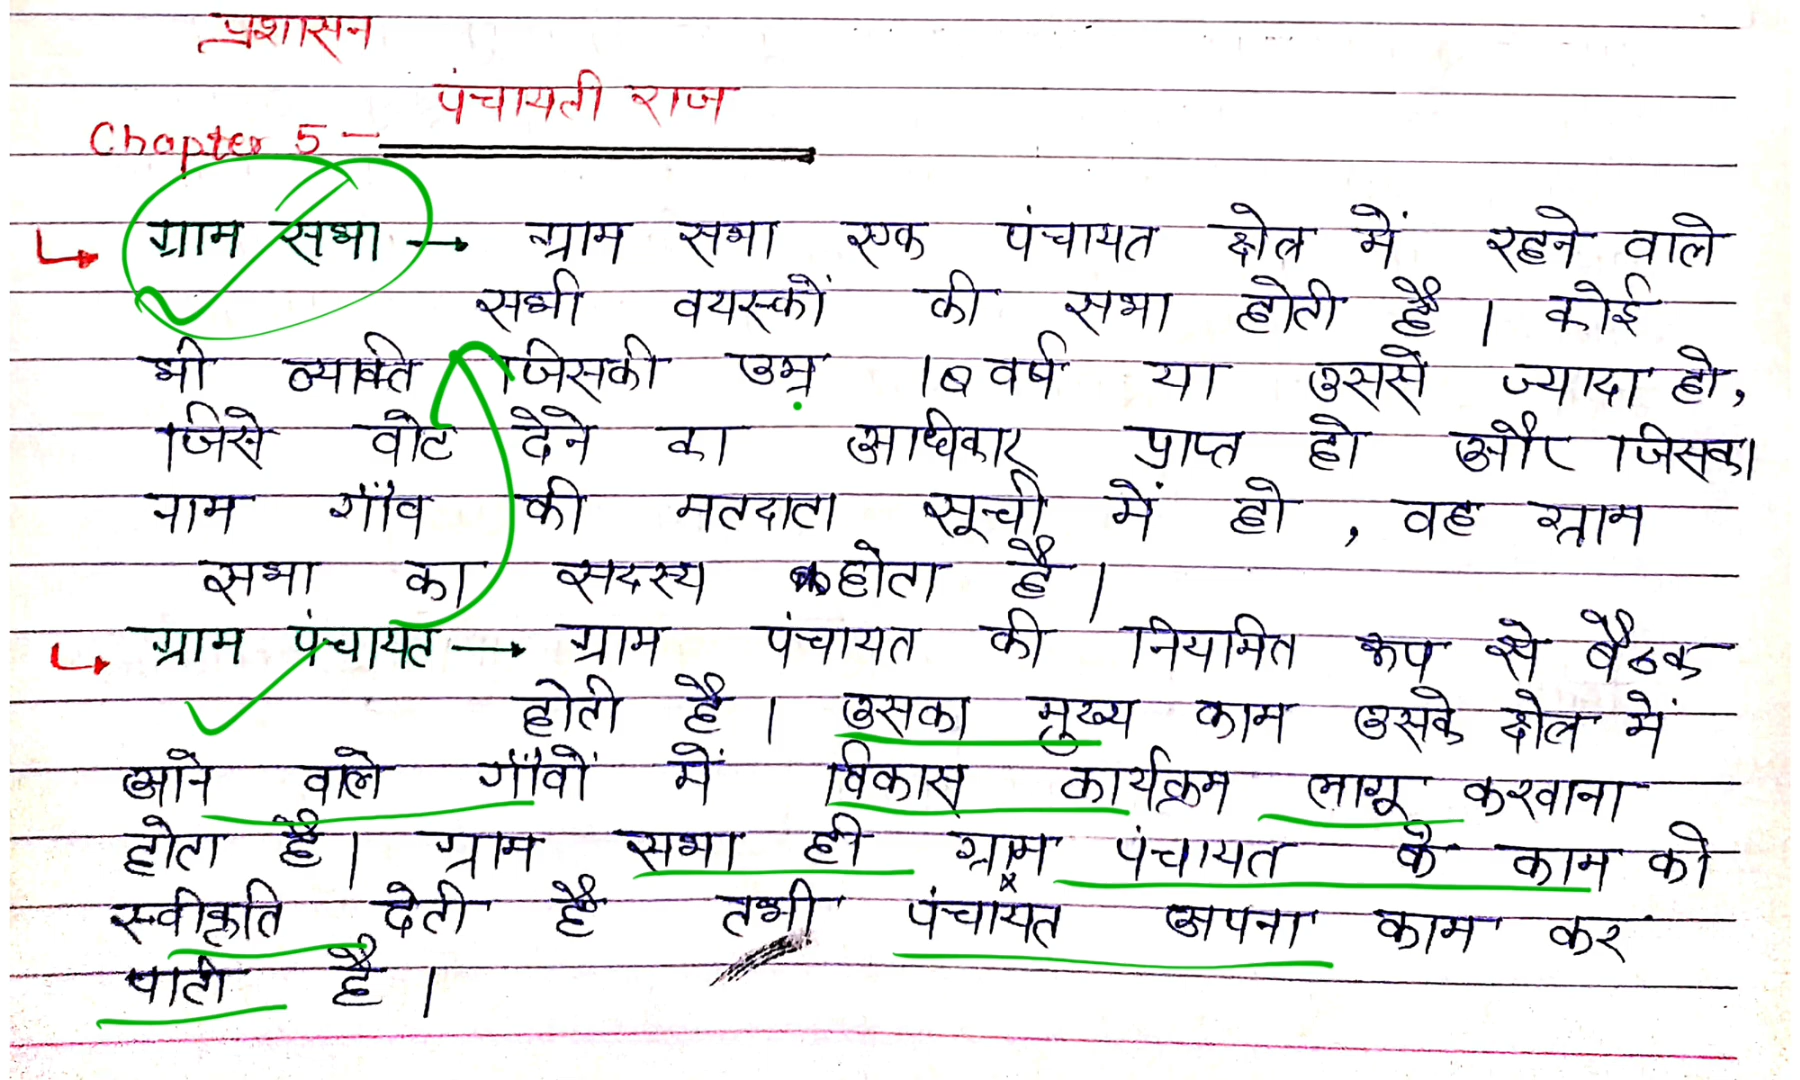 प्रशासन
पंचायती राज
Chapter 5 –
ग्राम सभा → ग्राम सभा एक पंचायत क्षेत्र में रहने वाले
सभी वयस्कों की सभा होती है । कोई
भी व्यक्ति जिसकी उम्र 18 वर्ष या उससे ज्यादा हो,
जिसे वोट देने का अधिकार प्राप्त हो और जिसका
नाम गाँव की मतदाता सूची में हो , वह ग्राम
सभा का सदस्य होता है ।
ग्राम पंचायत → ग्राम पंचायत की नियमित रूप से बैठक
होती है । उसका मुख्य काम उसके क्षेत्र में
आने वाले गाँवों में विकास कार्यक्रम लागू करवाना
होता है । ग्राम सभा ही ग्राम पंचायत के काम को
स्वीकृति देती है तभी पंचायत अपना काम कर
पाती है ।